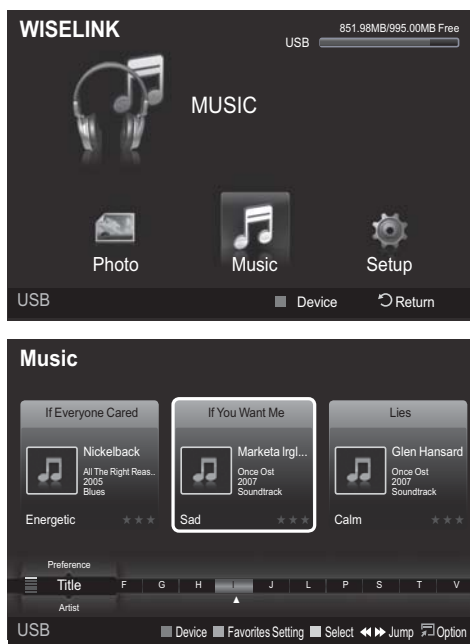 WISELINK
851.98MB/995.00MB Free
USB
MUSIC
Photo Music Setup
USB Device Return
Music
If Everyone Cared
Nickelback
All The Right Reas..
2005
Blues
Energetic
If You Want Me
Marketa Irgl...
Once Ost
2007
Soundtrack
Sad
Lies
Glen Hansard
Once Ost
2007
Soundtrack
Calm
Preference
Title F G H I J L P S T V
Artist
USB Device Favorites Setting Select Jump Option